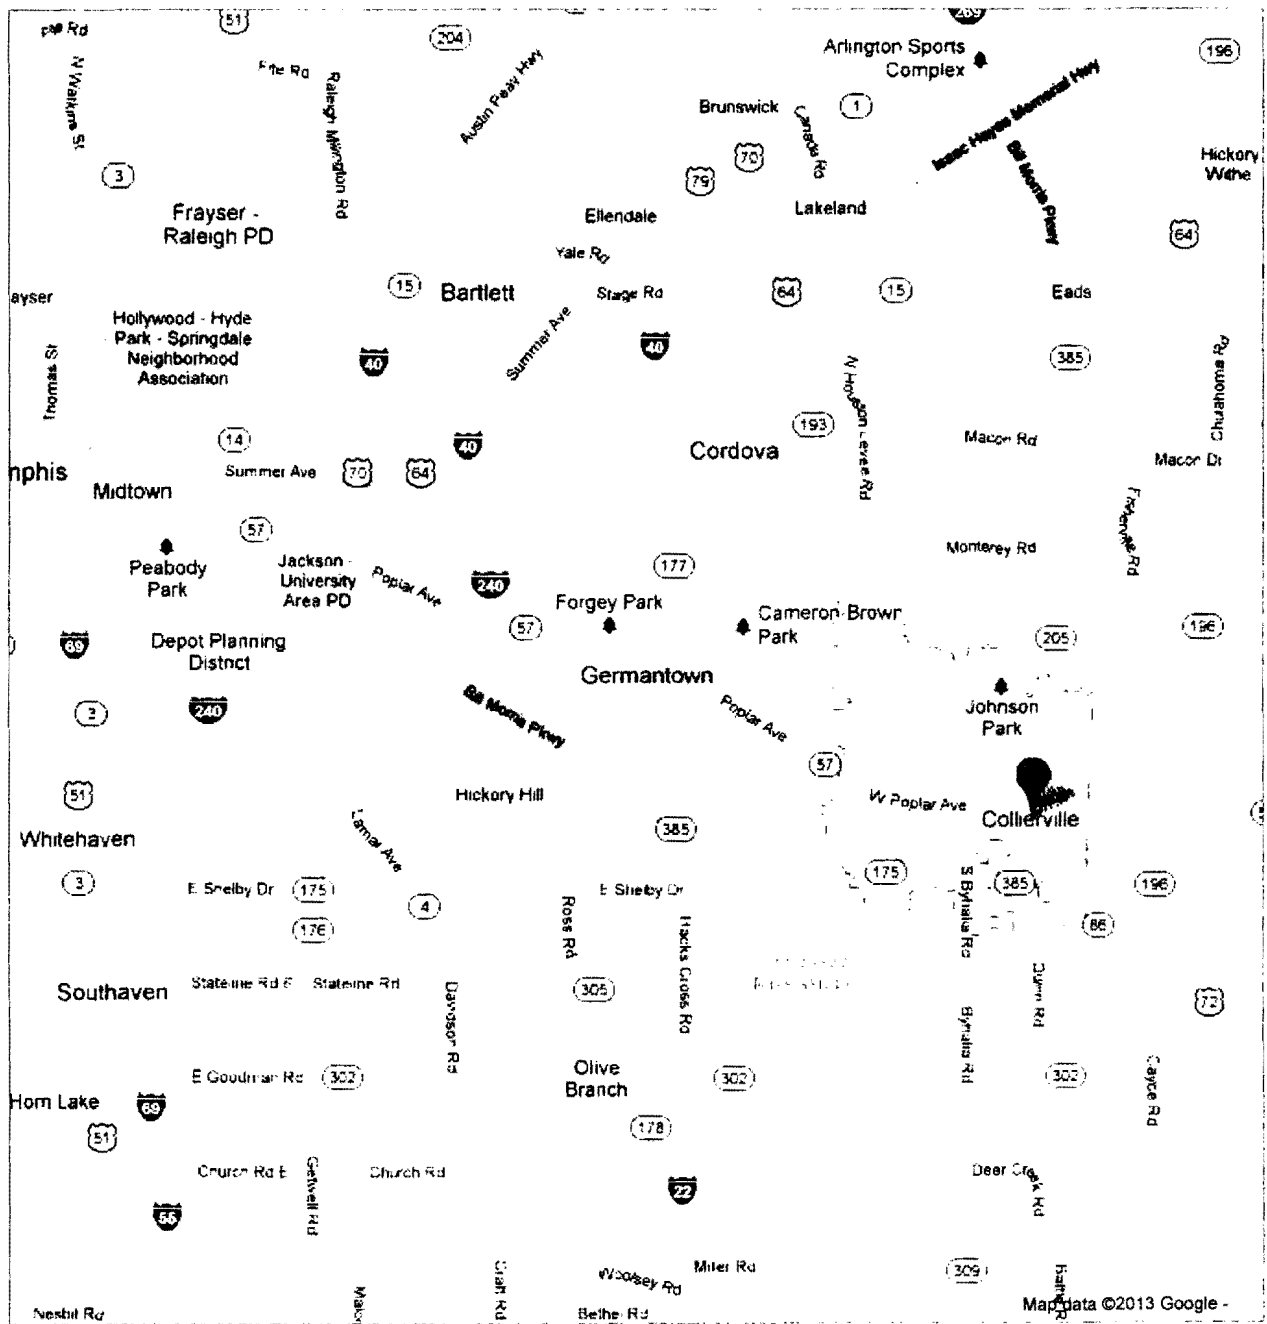 51
204
269
Arlington Sports
Complex
196
N Watkins St
Raleigh Millington Rd
Austin Peay Hwy
Brunswick
Canada Rd
1
Isaac Hayes Memorial Hwy
Bill Morris Pkwy
70
79
3
Hickory
Withe
Frayser -
Raleigh PD
Ellendale
Lakeland
64
Yale Rd
15
Bartlett
Stage Rd
64
15
Eads
ayser
Hollywood - Hyde
Park - Springdale
Neighborhood
Association
Thomas St
Summer Ave
40
40
385
Chulahoma Rd
N Houston Levee Rd
193
14
40
Cordova
Macon Rd
Macon Dr
nphis
Midtown
Summer Ave
70
64
Fisherville Rd
57
Peabody
Park
Jackson -
University
Area PD
Poplar Ave
240
177
Monterey Rd
Forgey Park
57
Cameron Brown
Park
196
205
69
Depot Planning
District
Germantown
3
240
Bill Morris Pkwy
Poplar Ave
Johnson
Park
57
51
Hickory Hill
W Poplar Ave
Collierville
Whitehaven
Lamar Ave
385
3
E Shelby Dr
175
4
E Shelby Dr
175
S Byhalia Rd
385
196
176
Ross Rd
Hacks Cross Rd
86
Southaven
Stateline Rd E
Stateline Rd
Davidson Rd
305
Byhalia Rd
Quinn Rd
72
E Goodman Rd
302
Olive
Branch
302
302
Cayce Rd
Horn Lake
69
51
178
Church Rd E
Getwell Rd
Church Rd
22
Deer Creek Rd
55
Craft Rd
Woolsey Rd
Miller Rd
309
Nesbit Rd
Bethel Rd
Map data ©2013 Google -